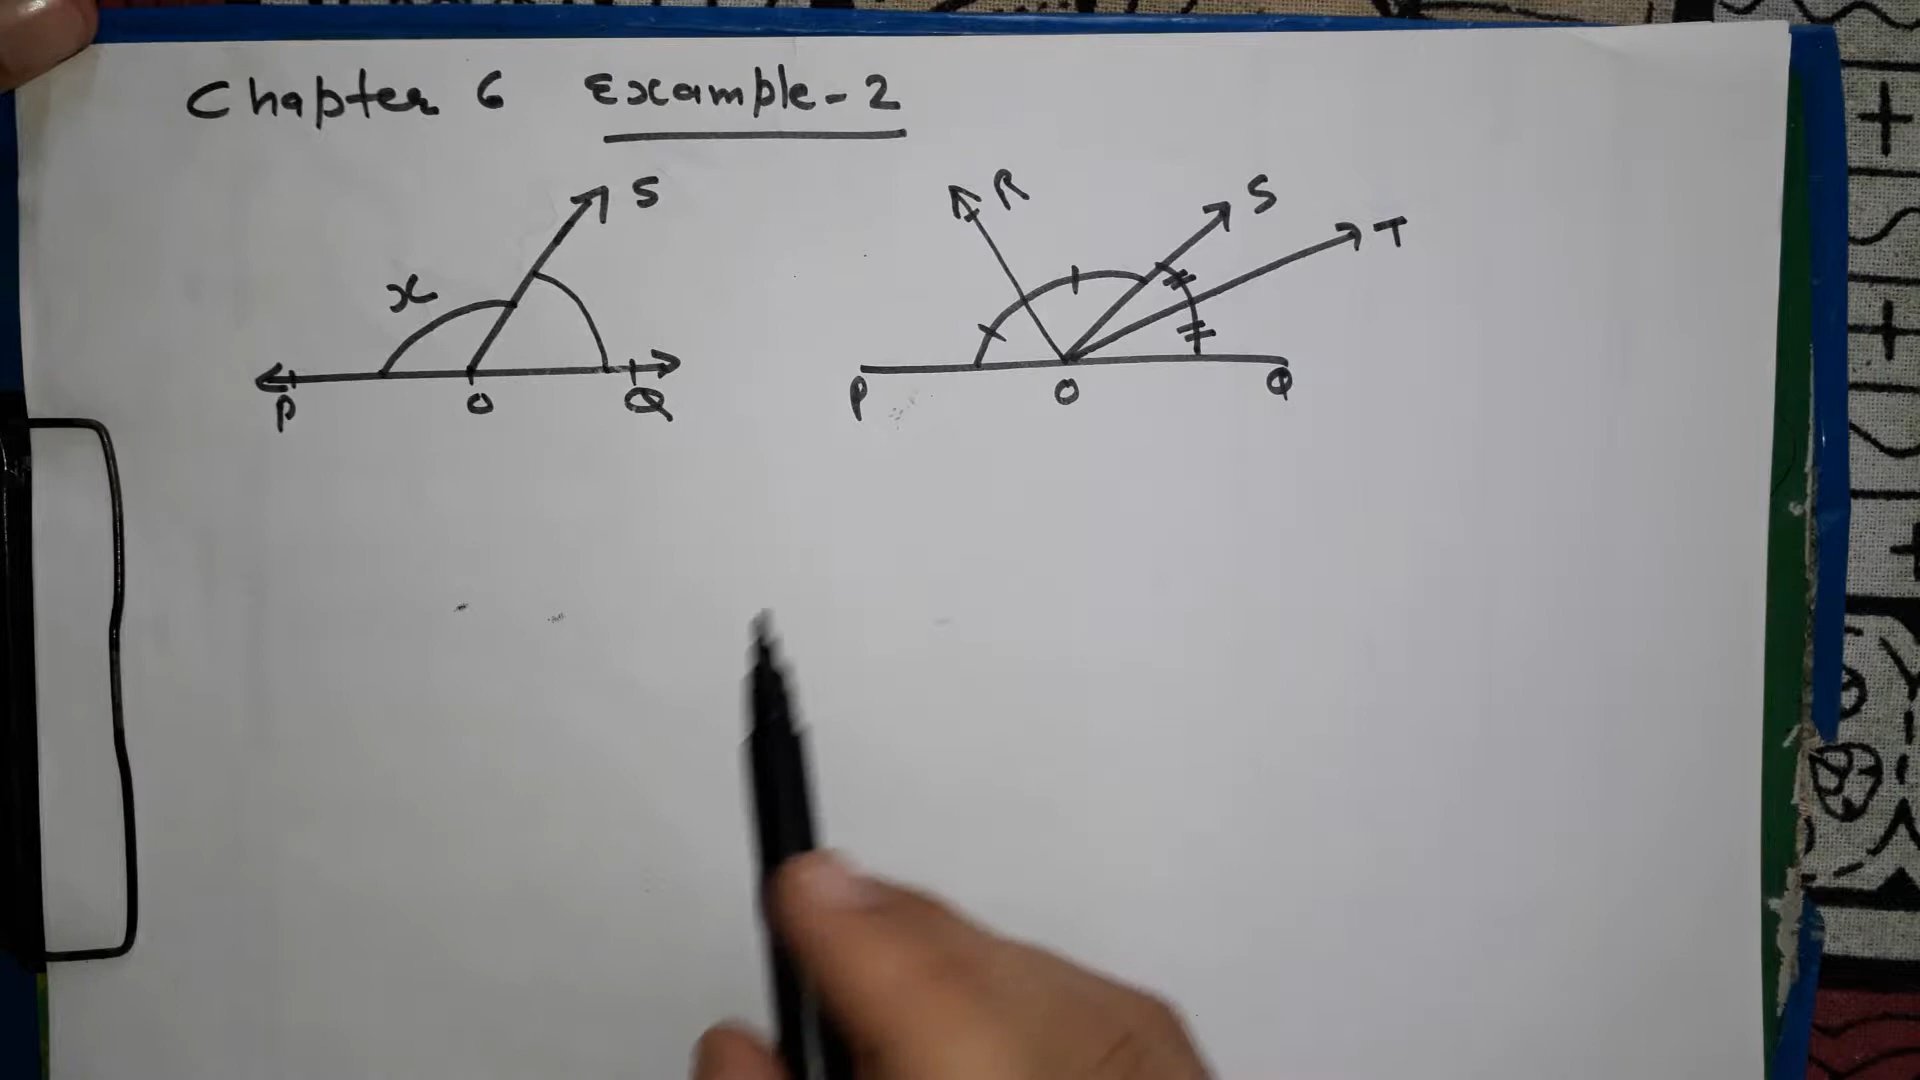 Chapter 6 Example-2
S
x
P O Q
R S T
P O Q